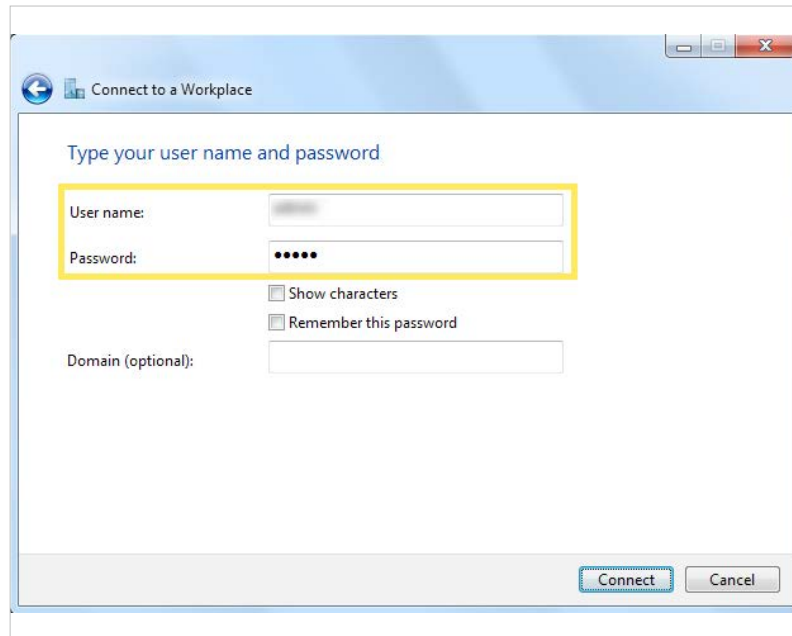 Connect to a Workplace
Type your user name and password
User name:
Password: •••••
Show characters
Remember this password
Domain (optional):
Connect Cancel